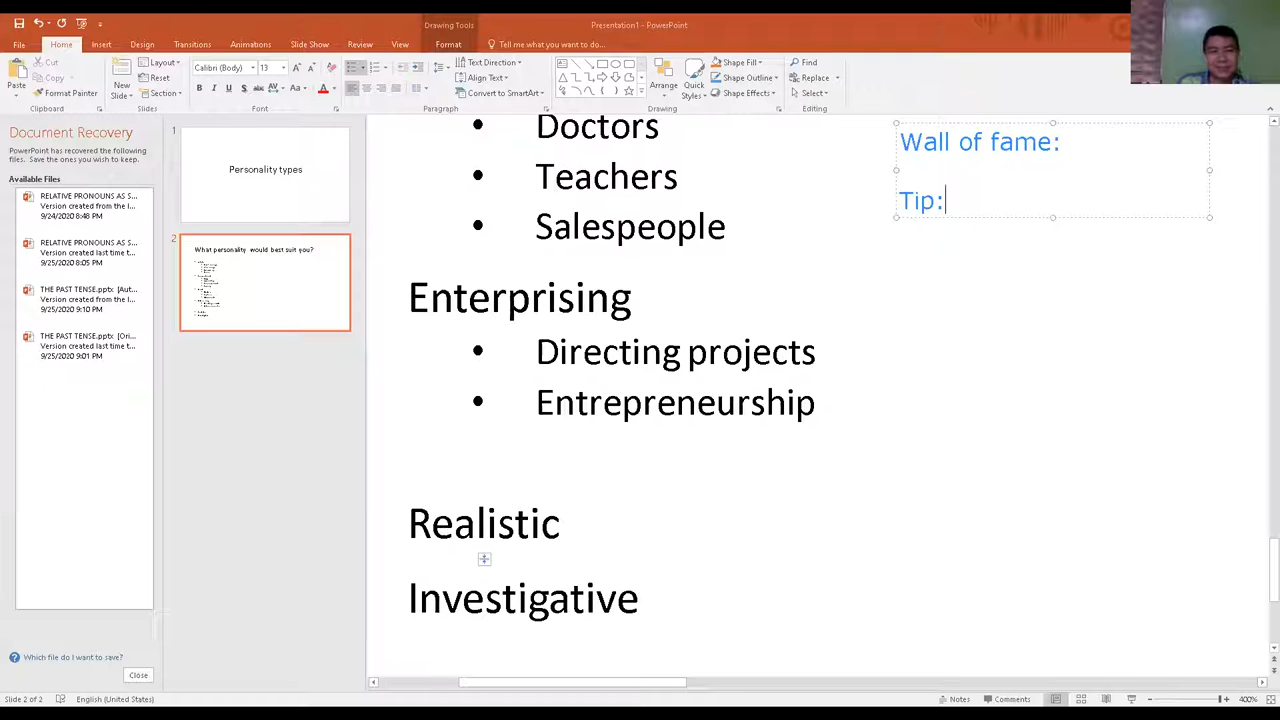 Drawing Tools
Presentation1 - PowerPoint
File
Home
Insert
Design
Transitions
Animations
Slide Show
Review
View
Format
Tell me what you want to do...
Paste
Cut
Copy
Format Painter
Clipboard
New
Slide
Layout
Reset
Section
Slides
Calibri (Body)
13
Font
Text Direction
Align Text
Convert to SmartArt
Paragraph
Arrange
Quick
Styles
Shape Fill
Shape Outline
Shape Effects
Drawing
Find
Replace
Select
Editing
Document Recovery
PowerPoint has recovered the following
files. Save the ones you wish to keep.
Available Files
RELATIVE PRONOUNS AS S...
Version created from the l...
9/24/2020 8:48 PM
RELATIVE PRONOUNS AS S...
Version created last time t...
9/25/2020 8:05 PM
THE PAST TENSE.pptx [Aut...
Version created from the l...
9/25/2020 9:10 PM
THE PAST TENSE.pptx [Ori...
Version created last time t...
9/25/2020 9:01 PM
Which file do I want to save?
Close
1
Personality types
2
What personality would best suit you?
• Doctors
• Teachers
• Salespeople
Enterprising
• Directing projects
• Entrepreneurship
Realistic
Investigative
Wall of fame:
Tip:
Slide 2 of 2
English (United States)
Notes
Comments
400%